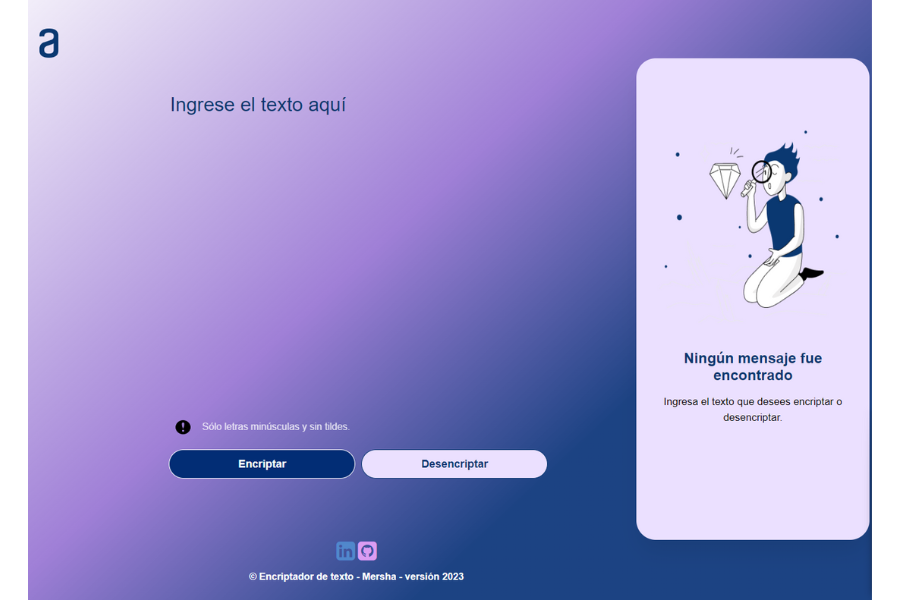 a
Ingrese el texto aquí
Sólo letras minúsculas y sin tildes.
Encriptar
Desencriptar
Ningún mensaje fue
encontrado
Ingresa el texto que desees encriptar o
desencriptar.
in
© Encriptador de texto - Mersha - versión 2023